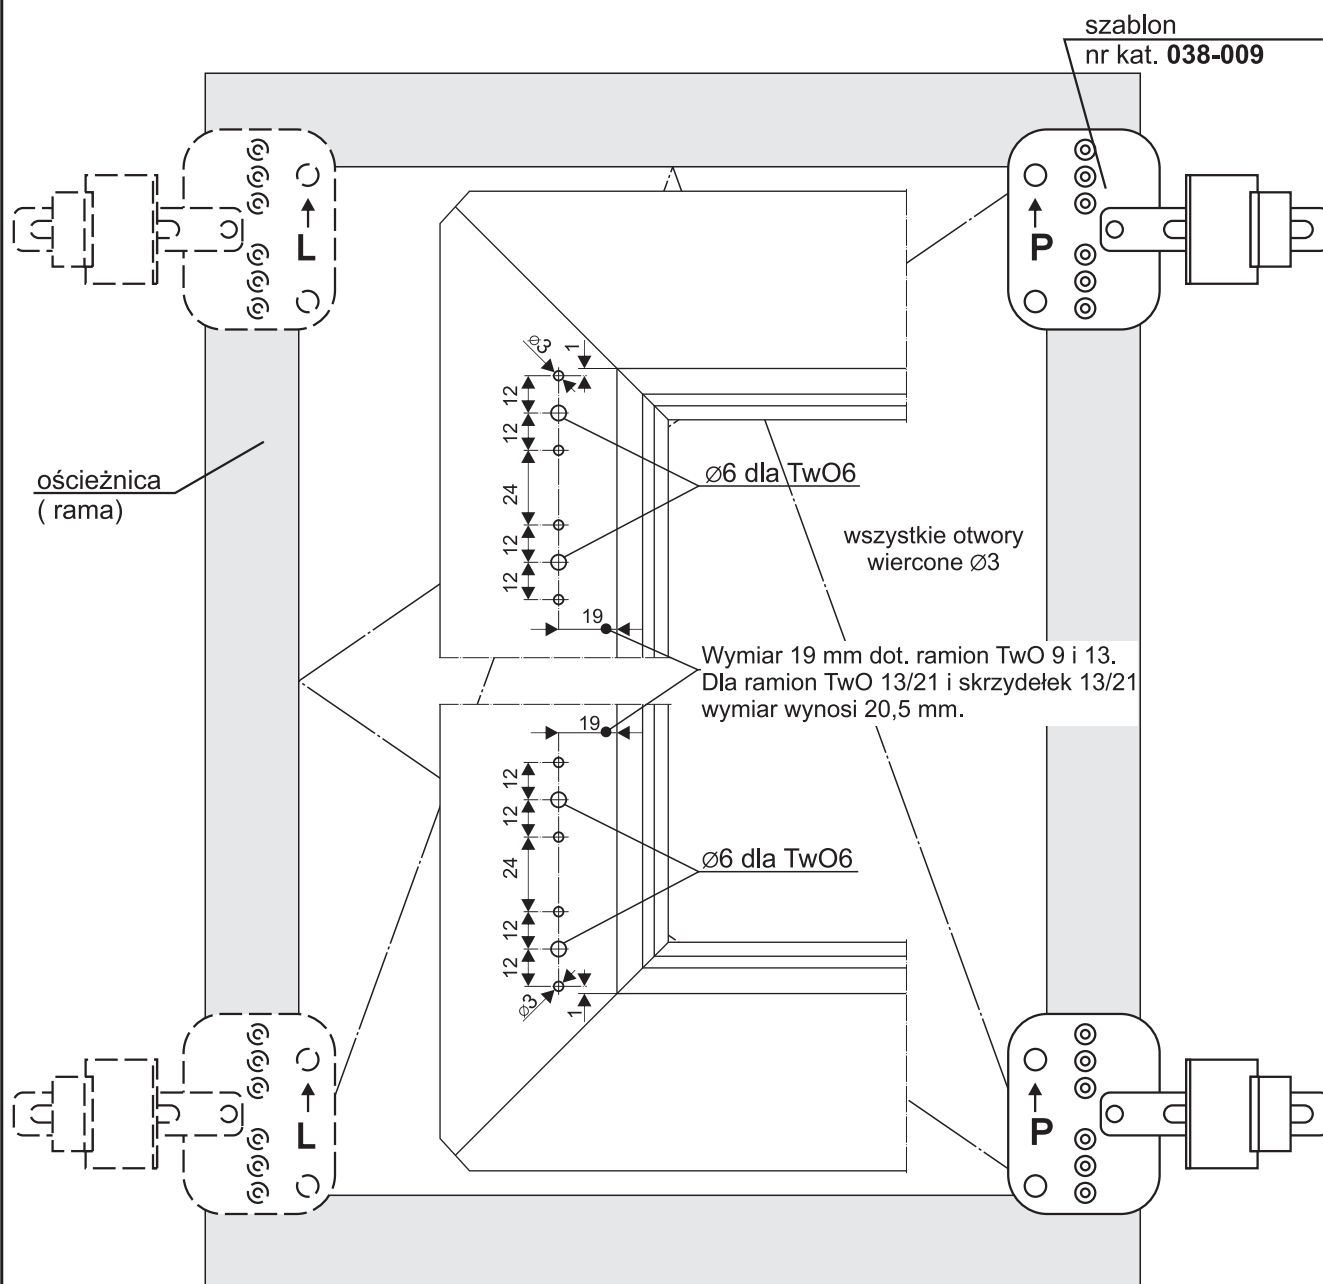 szablon
nr kat. 038-009
L
P
ø3
1
12
12
24
12
12
19
Ø6 dla TwO6
ościeżnica
( rama)
wszystkie otwory
wiercone Ø3
Wymiar 19 mm dot. ramion TwO 9 i 13.
Dla ramion TwO 13/21 i skrzydełek 13/21
wymiar wynosi 20,5 mm.
19
12
12
24
12
12
Ø6 dla TwO6
ø3
1
L
P